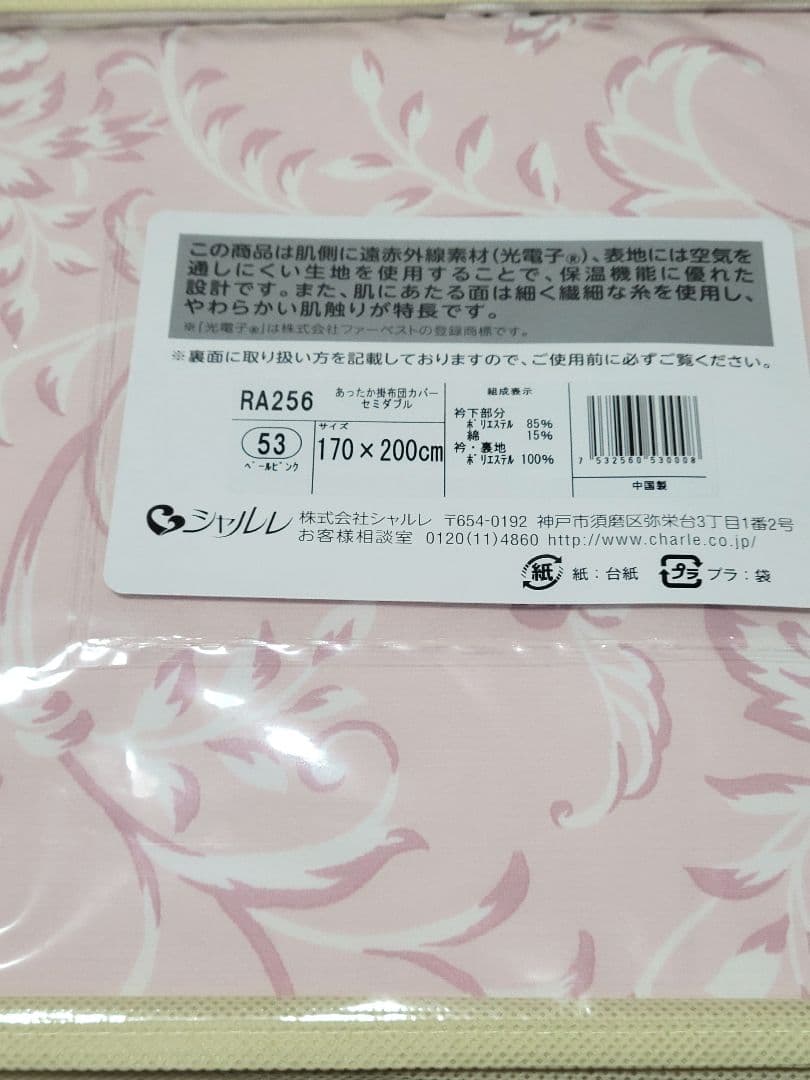 この商品は肌側に遠赤外線素材(光電子®)、表地には空気を
通しにくい生地を使用することで、保温機能に優れた
設計です。また、肌にあたる面は細く繊細な糸を使用し、
やわらかい肌触りが特長です。
※「光電子®」は株式会社ファーベストの登録商標です。
※裏面に取り扱い方を記載しておりますので、ご使用前に必ずご覧ください。
RA256 あったか掛布団カバー
セミダブル
53
ペールピンク
サイズ
170×200cm
組成表示
衿下部分
ポリエステル 85%
綿 15%
衿・裏地
ポリエステル 100%
7 532560 530008
中国製
シャルレ 株式会社シャルレ 〒654-0192 神戸市須磨区弥栄台3丁目1番2号
お客様相談室 0120(11)4860 http://www.charle.co.jp/
紙 紙:台紙 プラ プラ:袋